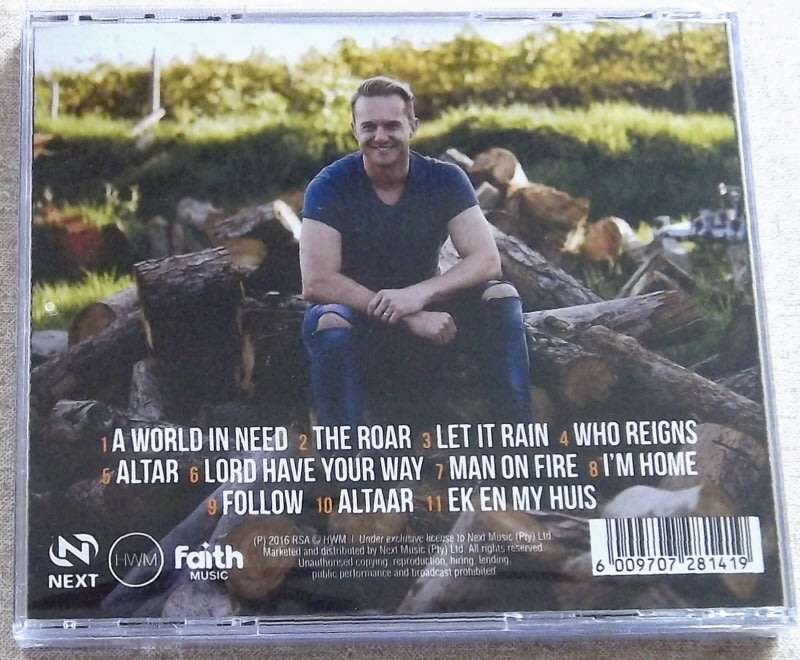 1 A WORLD IN NEED 2 THE ROAR 3 LET IT RAIN 4 WHO REIGNS
5 ALTAR 6 LORD HAVE YOUR WAY 7 MAN ON FIRE 8 I'M HOME
9 FOLLOW 10 ALTAAR 11 EK EN MY HUIS
N
NEXT
HWM
faith
MUSIC
(P) 2016 RSA © HWM | Under exclusive license to Next Music (Pty) Ltd.
Marketed and distributed by Next Music (Pty) Ltd. All rights reserved.
Unauthorised copying, reproduction, hiring, lending,
public performance and broadcast prohibited
6 009707 281419